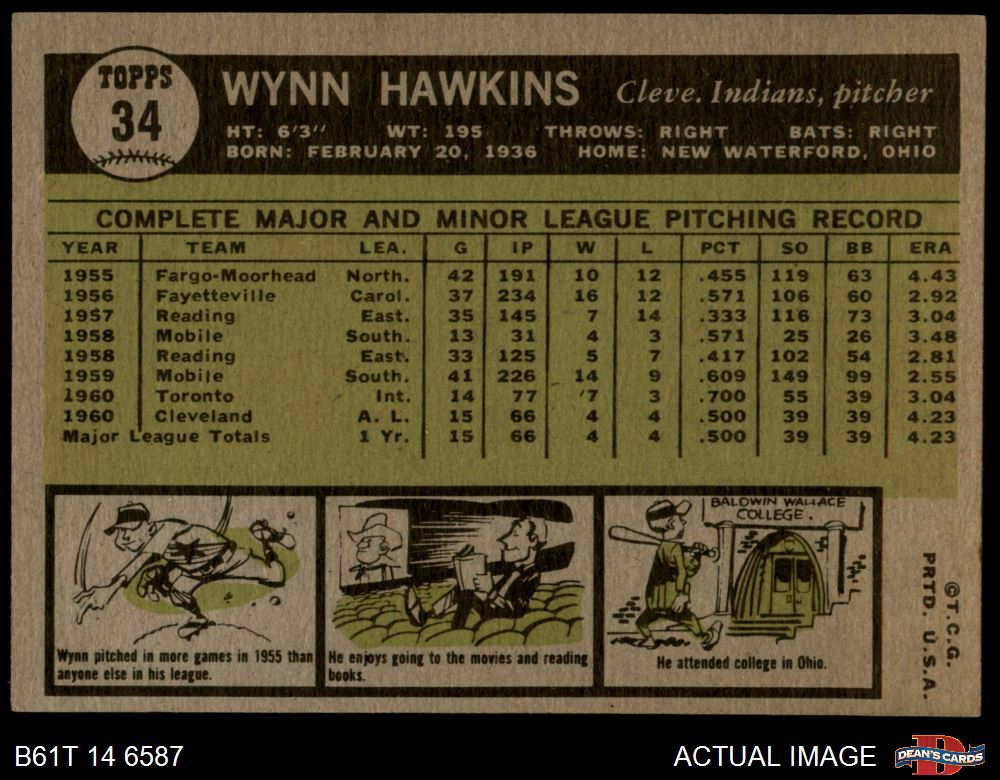 TOPPS
34
WYNN HAWKINS Cleve. Indians, pitcher
HT: 6'3" WT: 195 THROWS: RIGHT BATS: RIGHT
BORN: FEBRUARY 20, 1936 HOME: NEW WATERFORD, OHIO
COMPLETE MAJOR AND MINOR LEAGUE PITCHING RECORD
YEAR TEAM LEA. G IP W L PCT SO BB ERA
1955 Fargo-Moorhead North. 42 191 10 12 .455 119 63 4.43
1956 Fayetteville Carol. 37 234 16 12 .571 106 60 2.92
1957 Reading East. 35 145 7 14 .333 116 73 3.04
1958 Mobile South. 13 31 4 3 .571 25 26 3.48
1958 Reading East. 33 125 5 7 .417 102 54 2.81
1959 Mobile South. 41 226 14 9 .609 149 99 2.55
1960 Toronto Int. 14 77 7 3 .700 55 39 3.04
1960 Cleveland A. L. 15 66 4 4 .500 39 39 4.23
Major League Totals 1 Yr. 15 66 4 4 .500 39 39 4.23
Wynn pitched in more games in 1955 than
anyone else in his league.
He enjoys going to the movies and reading
books.
BALDWIN WALLACE
COLLEGE.
He attended college in Ohio.
©T.C.G.
PRTD. U.S.A.
B61T 14 6587
ACTUAL IMAGE
DEAN'S CARDS